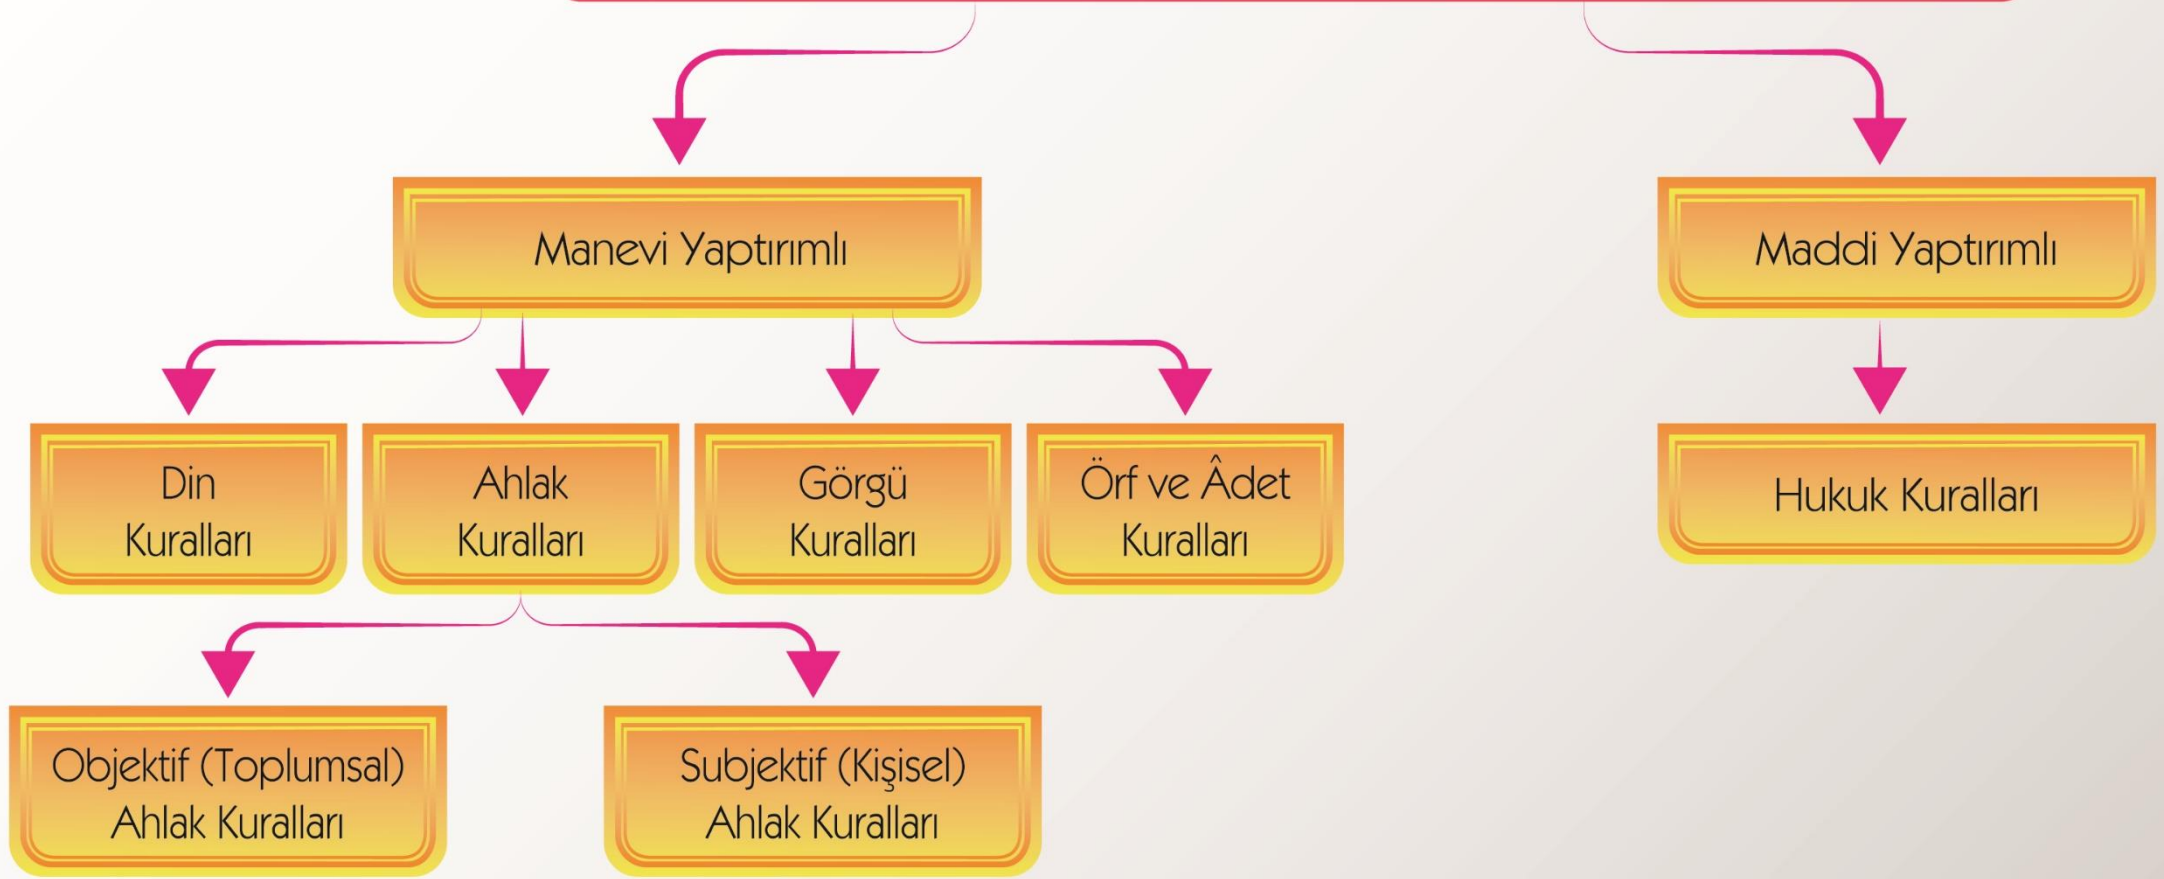 Manevi Yaptırımlı
Maddi Yaptırımlı
Din
Kuralları
Ahlak
Kuralları
Görgü
Kuralları
Örf ve Âdet
Kuralları
Hukuk Kuralları
Objektif (Toplumsal)
Ahlak Kuralları
Subjektif (Kişisel)
Ahlak Kuralları